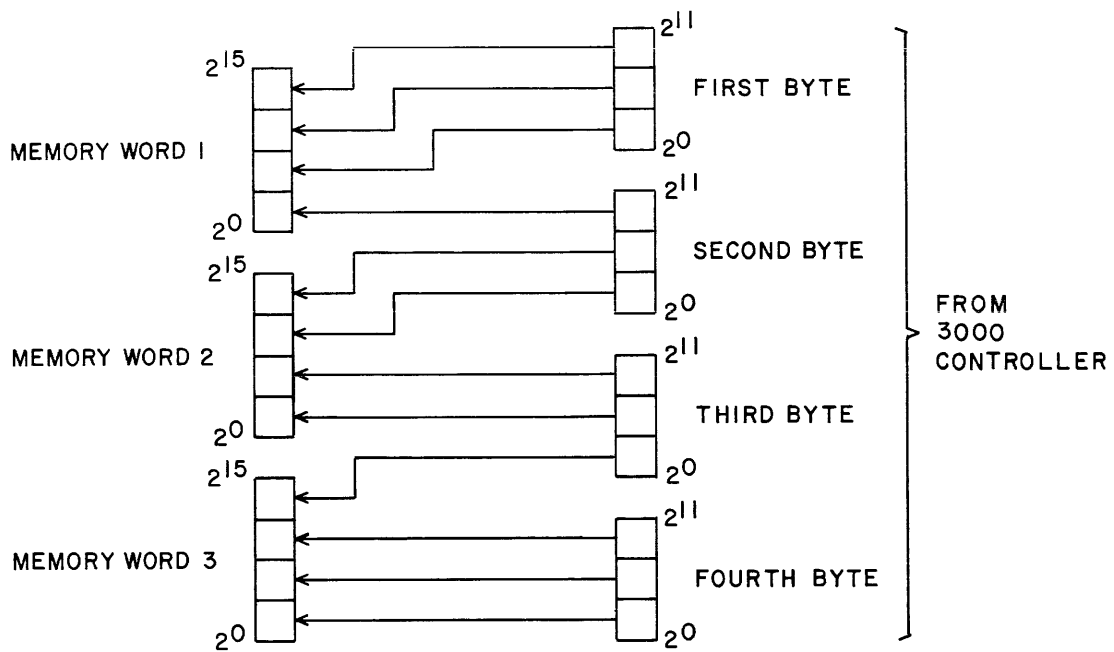 2¹¹
2¹⁵
FIRST BYTE
MEMORY WORD 1
2⁰
2¹¹
2⁰
SECOND BYTE
2¹⁵
2⁰
FROM
3000
CONTROLLER
MEMORY WORD 2
2¹¹
THIRD BYTE
2⁰
2¹⁵
2⁰
2¹¹
MEMORY WORD 3
FOURTH BYTE
2⁰
2⁰